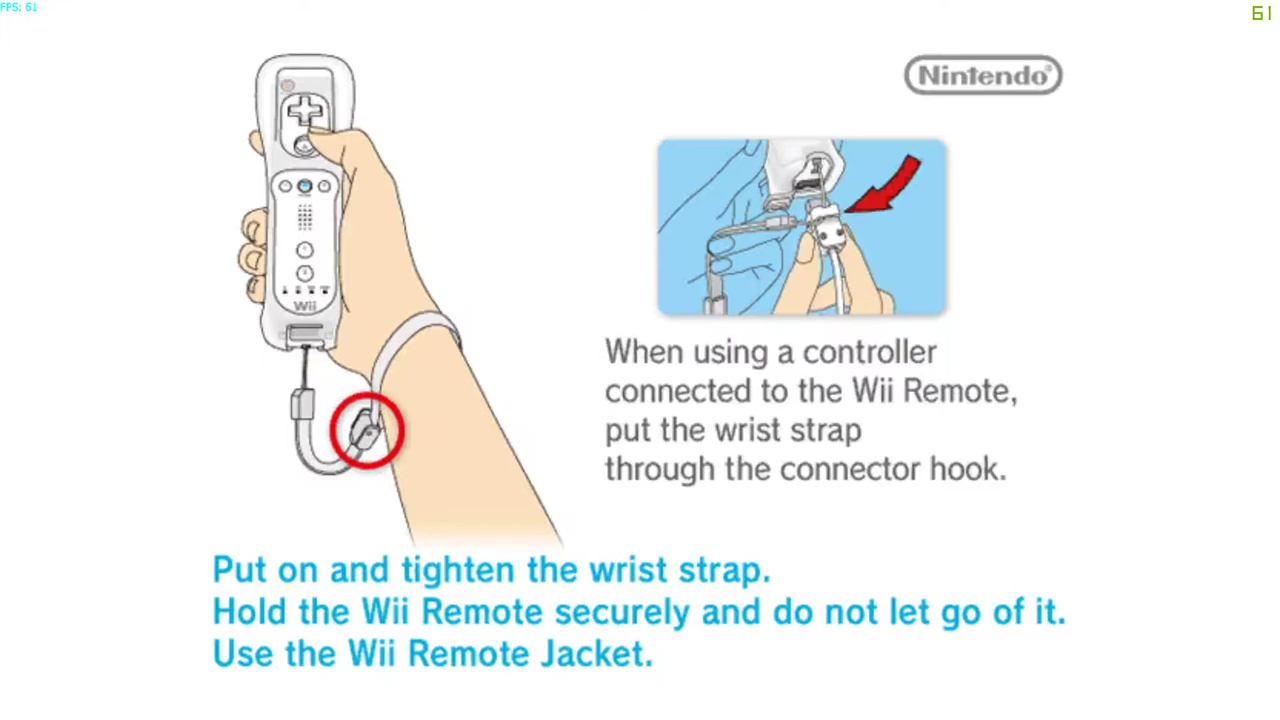 FPS: 61
61
Nintendo®
When using a controller
connected to the Wii Remote,
put the wrist strap
through the connector hook.
Wii
Put on and tighten the wrist strap.
Hold the Wii Remote securely and do not let go of it.
Use the Wii Remote Jacket.